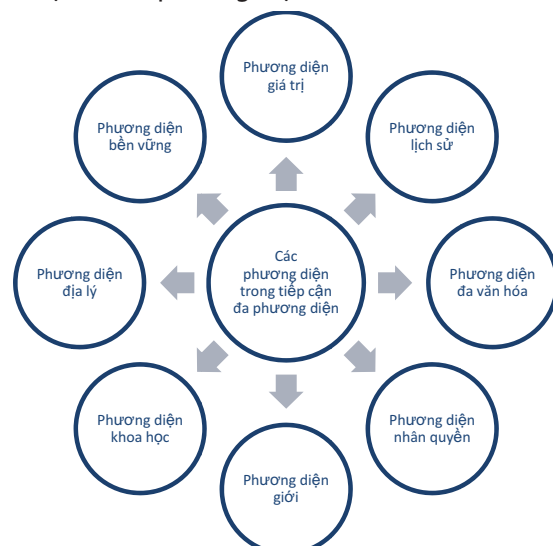 Phương diện
giá trị
Phương diện
lịch sử
Phương diện
đa văn hóa
Phương diện
nhân quyền
Phương diện
giới
Phương diện
khoa học
Phương diện
địa lý
Phương diện
bền vững
Các
phương diện
trong tiếp cận
đa phương diện